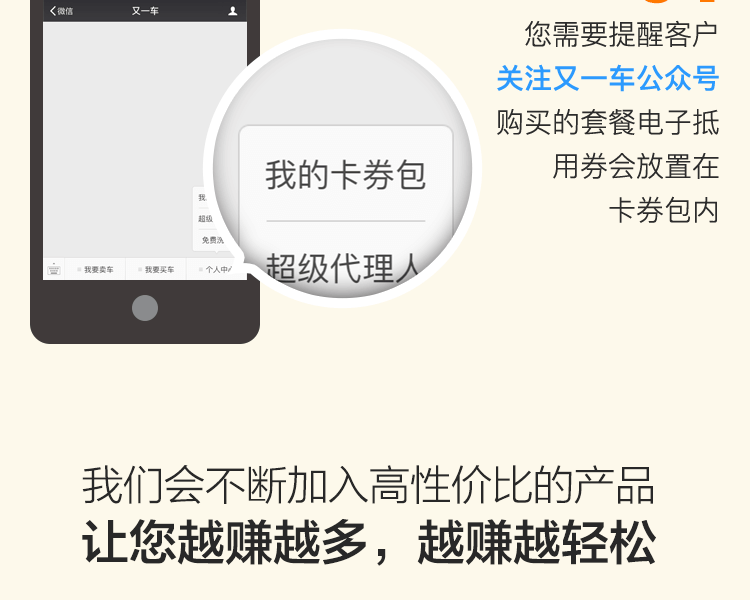 微信
又一车
您需要提醒客户
关注又一车公众号
购买的套餐电子抵
用券会放置在
卡券包内
我的卡券包
超级代理人
我
超级
免费洗
我要卖车
我要买车
个人中心
我们会不断加入高性价比的产品
让您越赚越多，越赚越轻松